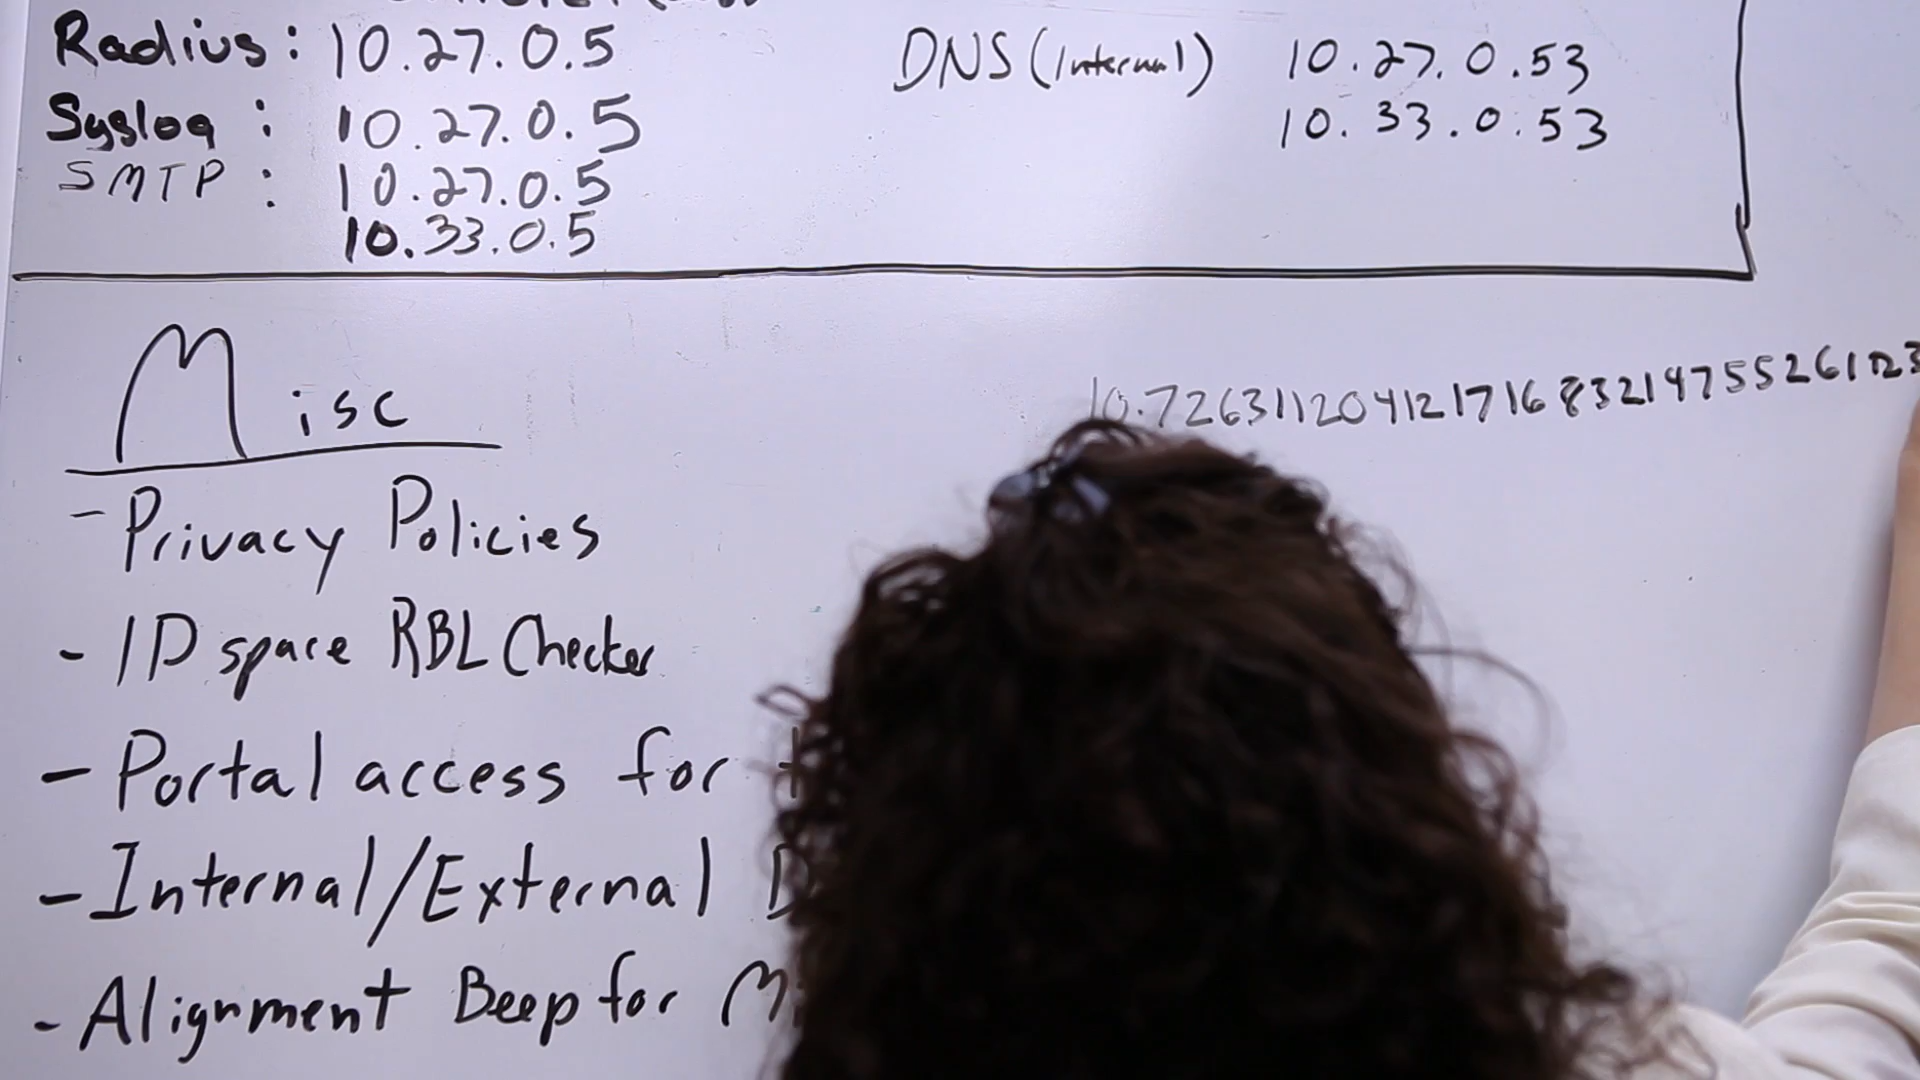 Radius: 10.27.0.5
Syslog: 10.27.0.5
SMTP: 10.27.0.5
10.33.0.5
DNS (Internal) 10.27.0.53
10.33.0.53
Misc
10.72631120412171683214755261123
- Privacy Policies
- IP space RBL Checker
- Portal access for
- Internal/External
- Alignment Beep for